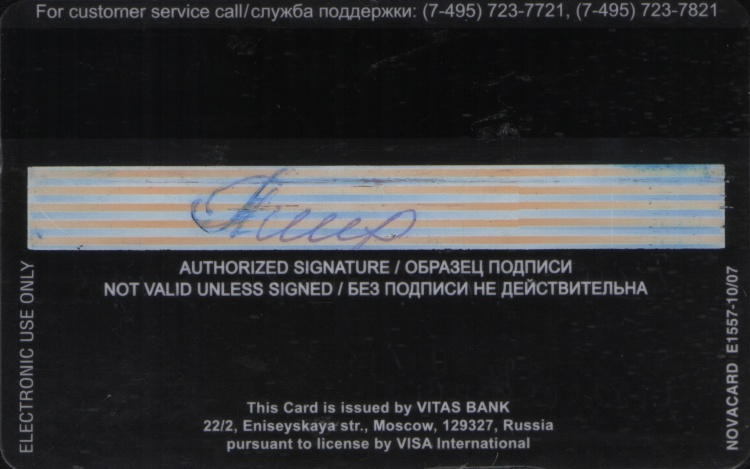 For customer service call/служба поддержки: (7-495) 723-7721, (7-495) 723-7821
AUTHORIZED SIGNATURE / ОБРАЗЕЦ ПОДПИСИ
NOT VALID UNLESS SIGNED / БЕЗ ПОДПИСИ НЕ ДЕЙСТВИТЕЛЬНА
ELECTRONIC USE ONLY
NOVACARD E1557-10/07
This Card is issued by VITAS BANK
22/2, Eniseyskaya str., Moscow, 129327, Russia
pursuant to license by VISA International